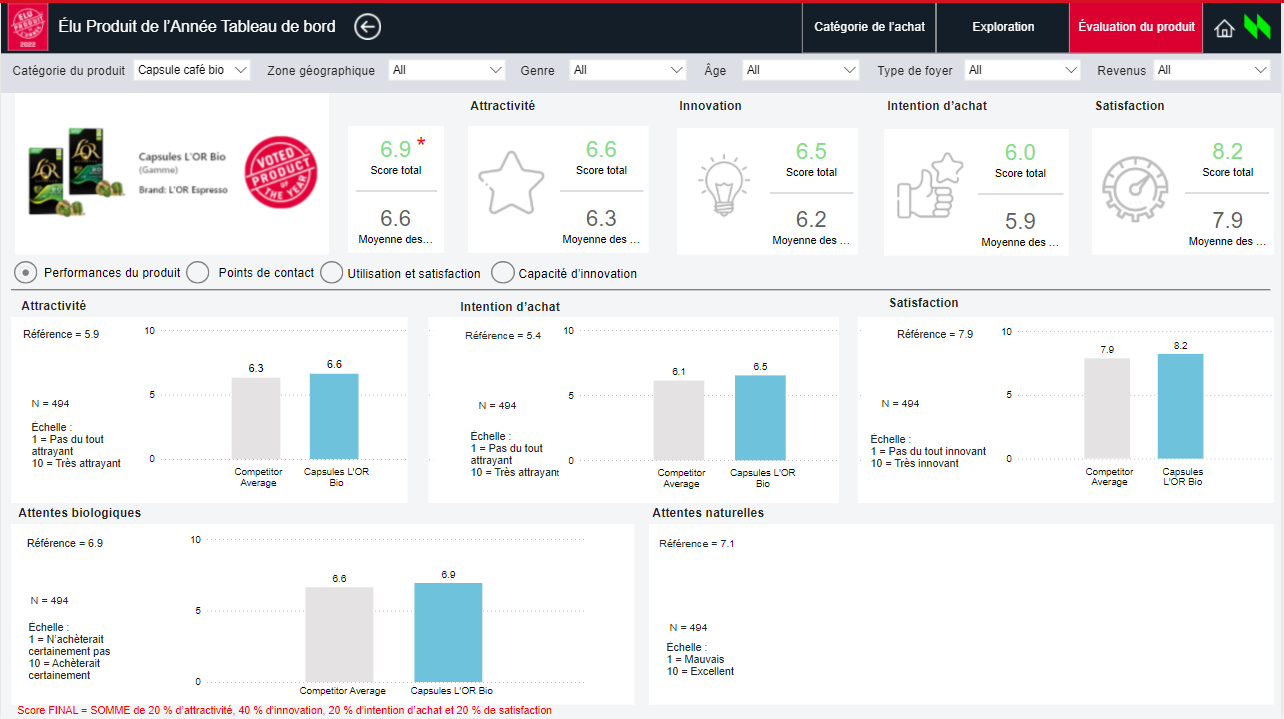 ÉLU PRODUIT DE L'ANNÉE 2022
Élu Produit de l'Année Tableau de bord
Catégorie de l'achat
Exploration
Évaluation du produit
Catégorie du produit
Capsule café bio
Zone géographique
All
Genre
All
Âge
All
Type de foyer
All
Revenus
All
Capsules L'OR Bio
(Gamme)
Brand: L'OR Espresso
L'OR
L'OR
VOTED
PRODUCT
OF THE YEAR
6.9 *
Score total
6.6
Moyenne des...
Attractivité
6.6
Score total
6.3
Moyenne des ...
Innovation
6.5
Score total
6.2
Moyenne des ...
Intention d'achat
6.0
Score total
5.9
Moyenne des ...
Satisfaction
8.2
Score total
7.9
Moyenne des ...
Performances du produit
Points de contact
Utilisation et satisfaction
Capacité d'innovation
Attractivité
Référence = 5.9
N = 494
Échelle :
1 = Pas du tout
attrayant
10 = Très attrayant
10
5
0
6.3
6.6
Competitor
Average
Capsules L'OR
Bio
Intention d'achat
Référence = 5.4
N = 494
Échelle :
1 = Pas du tout
attrayant
10 = Très attrayant
10
5
0
6.1
6.5
Competitor
Average
Capsules L'OR
Bio
Satisfaction
Référence = 7.9
N = 494
Échelle :
1 = Pas du tout innovant
10 = Très innovant
10
5
0
7.9
8.2
Competitor
Average
Capsules
L'OR Bio
Attentes biologiques
Référence = 6.9
N = 494
Échelle :
1 = N'achèterait
certainement pas
10 = Achèterait
certainement
10
5
0
6.6
6.9
Competitor Average
Capsules L'OR Bio
Attentes naturelles
Référence = 7.1
N = 494
Échelle :
1 = Mauvais
10 = Excellent
Score FINAL = SOMME de 20 % d'attractivité, 40 % d'innovation, 20 % d'intention d'achat et 20 % de satisfaction